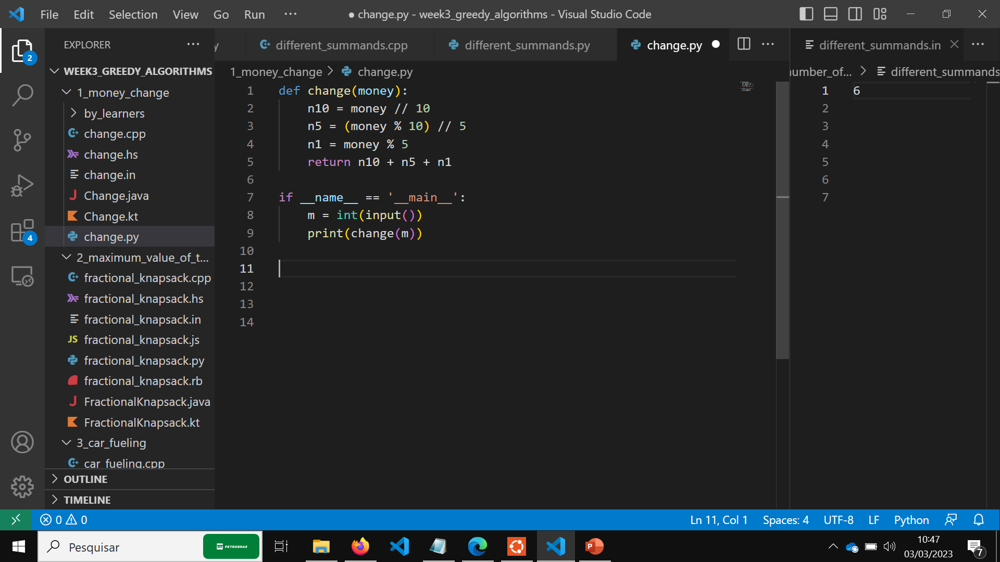 File Edit Selection View Go Run ··· ● change.py - week3_greedy_algorithms - Visual Studio Code
EXPLORER ···
y different_summands.cpp different_summands.py change.py ● ···
different_summands.in ···
2
WEEK3_GREEDY_ALGORITHMS
1_money_change
by_learners
change.cpp
change.hs
change.in
Change.java
Change.kt
change.py
2_maximum_value_of_t...
fractional_knapsack.cpp
fractional_knapsack.hs
fractional_knapsack.in
JS fractional_knapsack.js
fractional_knapsack.py
fractional_knapsack.rb
FractionalKnapsack.java
FractionalKnapsack.kt
3_car_fueling
car_fueling.cpp
OUTLINE
TIMELINE
4
1_money_change > change.py
1 def change(money):
2     n10 = money // 10
3     n5 = (money % 10) // 5
4     n1 = money % 5
5     return n10 + n5 + n1
6
7 if __name__ == '__main__':
8     m = int(input())
9     print(change(m))
10
11
12
13
14
umber_of... > different_summands
1 6
2
3
4
5
6
7
0 0 Ln 11, Col 1 Spaces: 4 UTF-8 LF Python
Pesquisar BR PETROBRAS
10:47
03/03/2023
7